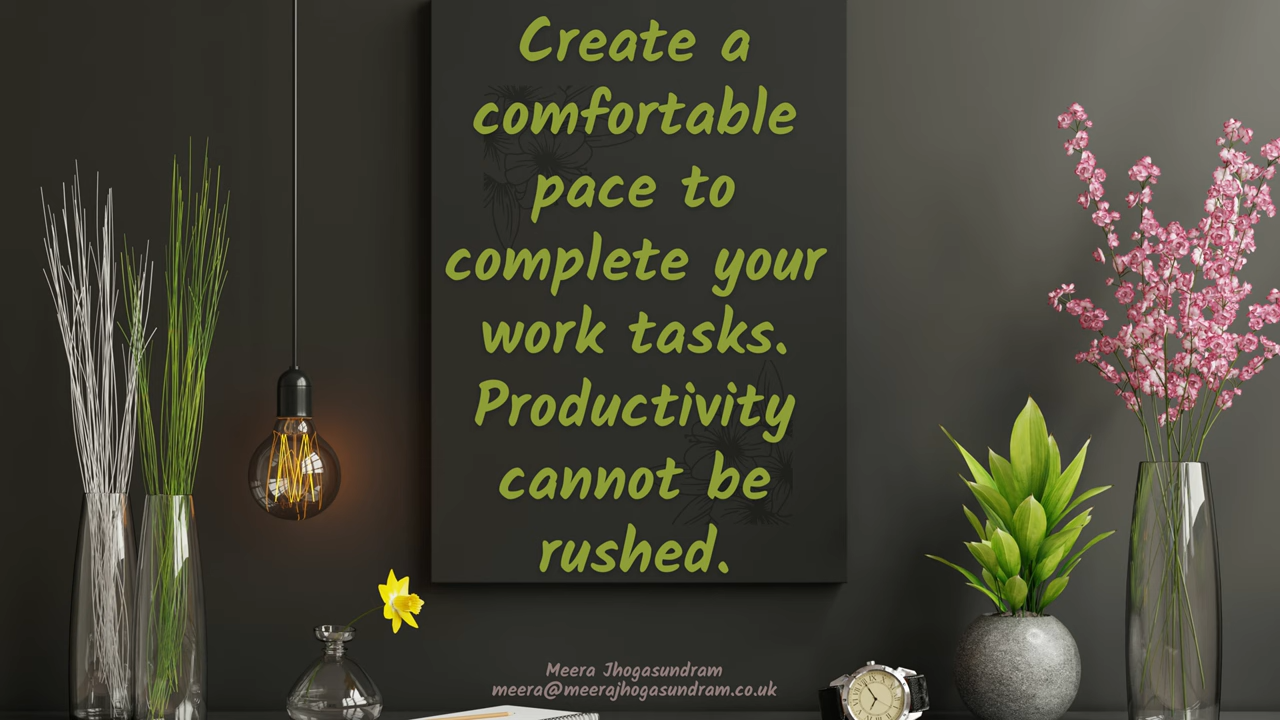 Create a
comfortable
pace to
complete your
work tasks.
Productivity
cannot be
rushed.
Meera Jhogasundram
meera@meerajhogasundram.co.uk